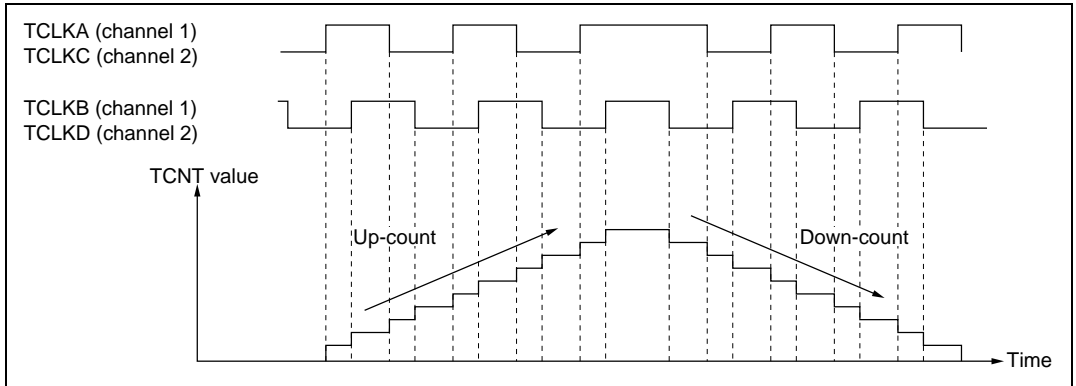 TCLKA (channel 1)
TCLKC (channel 2)
TCLKB (channel 1)
TCLKD (channel 2)
TCNT value
Up-count
Down-count
Time